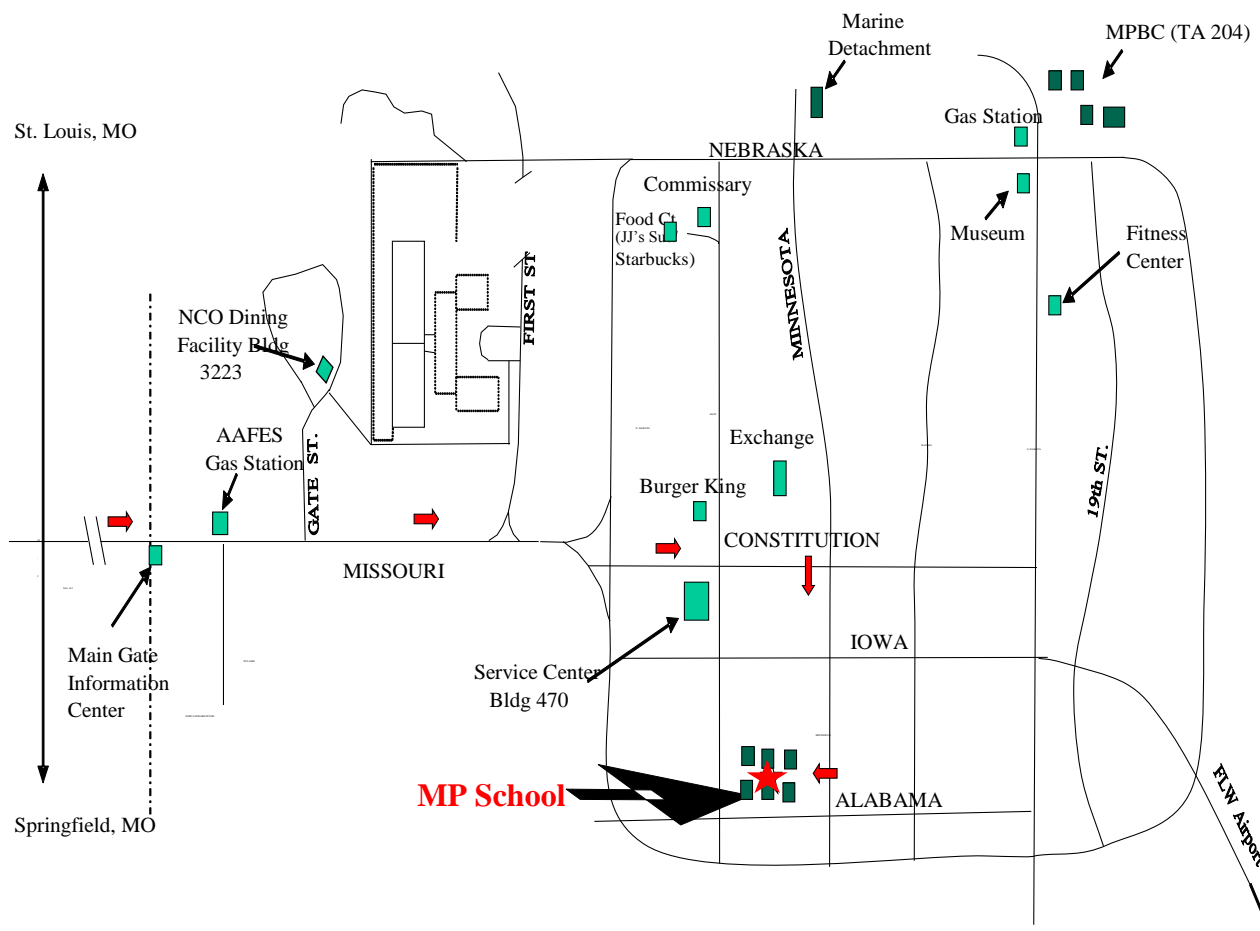 Marine
Detachment
MPBC (TA 204)
St. Louis, MO
Gas Station
NEBRASKA
Commissary
Food Ct
(JJ's Su
Starbucks)
Museum
Fitness
Center
MINNESOTA
FIRST ST
NCO Dining
Facility Bldg
3223
AAFES
Gas Station
GATE ST.
Exchange
Burger King
19th ST.
CONSTITUTION
MISSOURI
IOWA
Main Gate
Information
Center
Service Center
Bldg 470
MP School
ALABAMA
FLW Airport
Springfield, MO